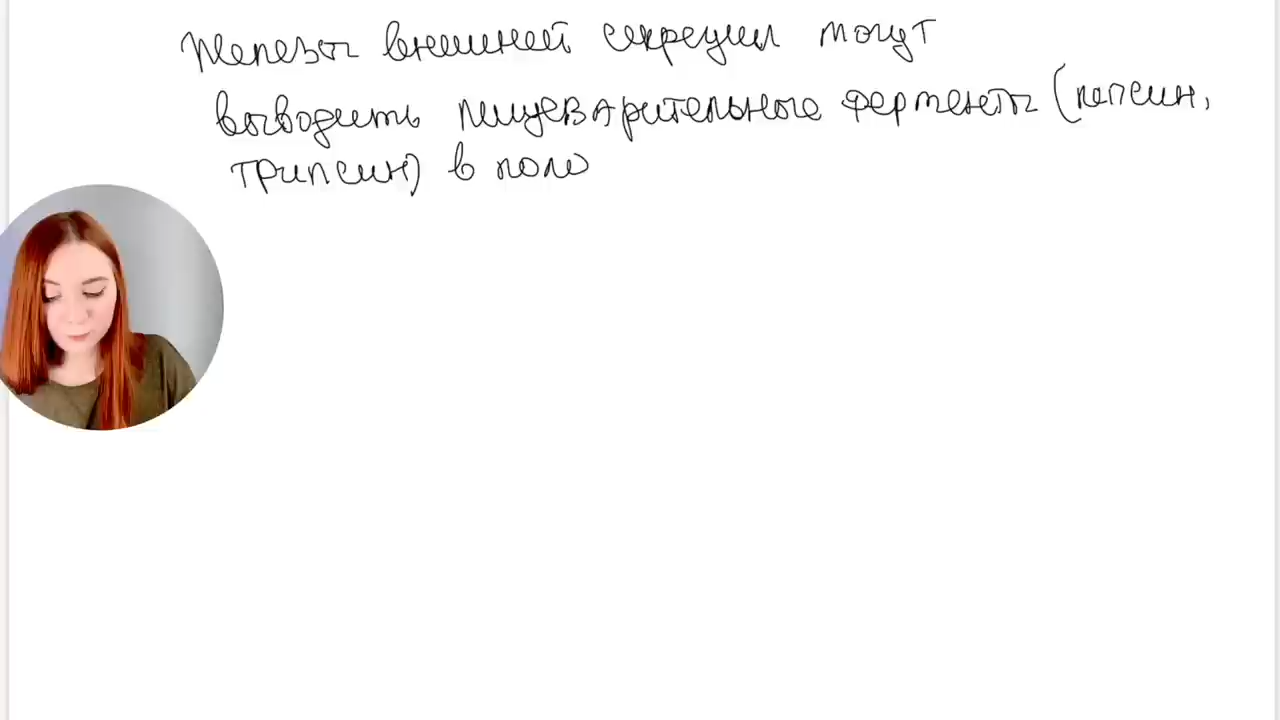 Железы внешней секреции могут
выводить пищеварительные ферменты (пепсин,
трипсин) в поло